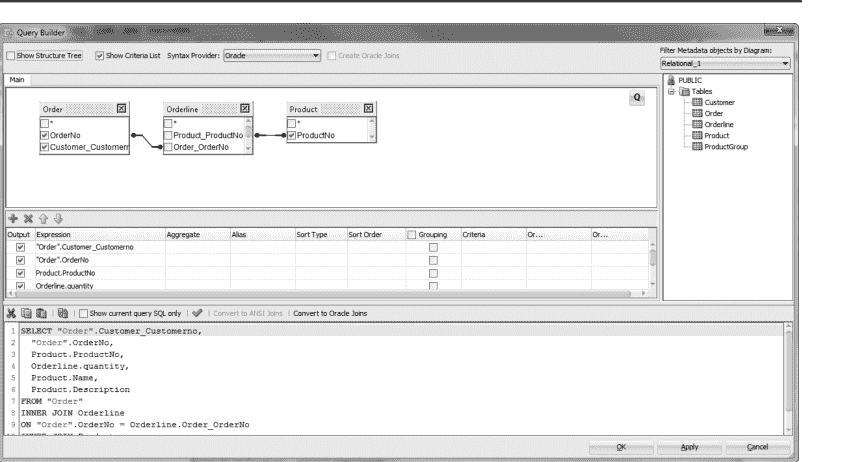 Query Builder
Show Structure Tree Show Criteria List Syntax Provider: Oracle Create Oracle Joins
Filter Metadata objects by Diagram:
Relational_1
Main
Q
Order
*
OrderNo
Customer_Customern
Orderline
*
Product_ProductNo
Order_OrderNo
Product
*
ProductNo
PUBLIC
Tables
Customer
Order
Orderline
Product
ProductGroup
Output Expression Aggregate Alias Sort Type Sort Order Grouping Criteria Or... Or...
"Order".Customer_Customerno
"Order".OrderNo
Product.ProductNo
Orderline.quantity
Show current query SQL only Convert to ANSI Joins Convert to Oracle Joins
1 SELECT "Order".Customer_Customerno,
2 "Order".OrderNo,
3 Product.ProductNo,
4 Orderline.quantity,
5 Product.Name,
6 Product.Description
7 FROM "Order"
8 INNER JOIN Orderline
9 ON "Order".OrderNo = Orderline.Order_OrderNo
OK Apply Cancel